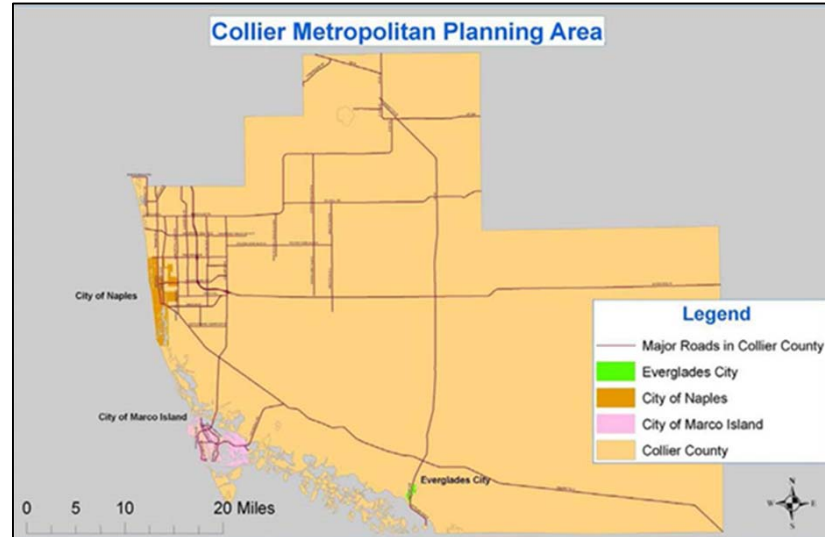 Collier Metropolitan Planning Area
City of Naples
City of Marco Island
Everglades City
Legend
Major Roads in Collier County
Everglades City
City of Naples
City of Marco Island
Collier County
0 5 10 20 Miles
N
W E
S